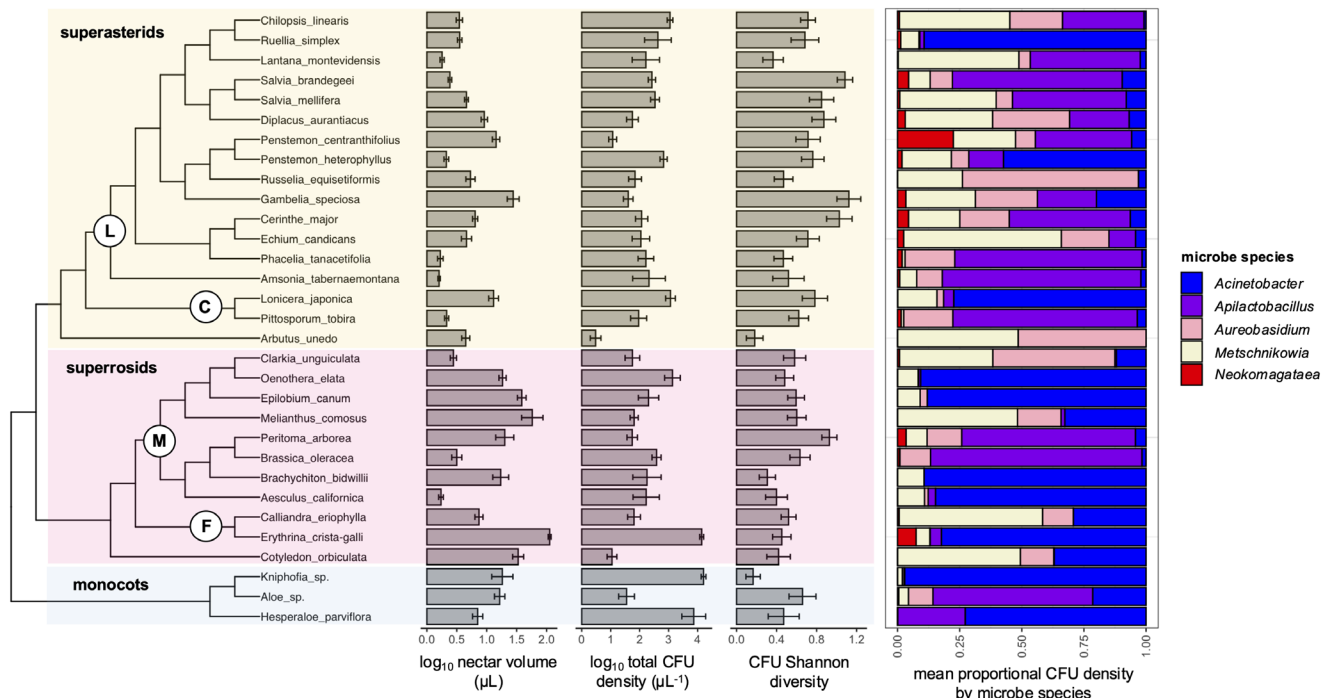 superasterids
Chilopsis_linearis
Ruellia_simplex
Lantana_montevidensis
Salvia_brandegeei
Salvia_mellifera
Diplacus_aurantiacus
Penstemon_centranthifolius
Penstemon_heterophyllus
Russelia_equisetiformis
Gambelia_speciosa
L
Cerinthe_major
Echium_candicans
Phacelia_tanacetifolia
Amsonia_tabernaemontana
C
Lonicera_japonica
Pittosporum_tobira
Arbutus_unedo
superrosids
Clarkia_unguiculata
Oenothera_elata
Epilobium_canum
Melianthus_comosus
M
Peritoma_arborea
Brassica_oleracea
Brachychiton_bidwillii
Aesculus_californica
F
Calliandra_eriophylla
Erythrina_crista-galli
Cotyledon_orbiculata
monocots
Kniphofia_sp.
Aloe_sp.
Hesperaloe_parviflora
0.0 0.5 1.0 1.5 2.0
log₁₀ nectar volume
(µL)
0 1 2 3 4
log₁₀ total CFU
density (µL⁻¹)
0.0 0.4 0.8 1.2
CFU Shannon
diversity
0.00 0.25 0.50 0.75 1.00
mean proportional CFU density
by microbe species
microbe species
Acinetobacter
Apilactobacillus
Aureobasidium
Metschnikowia
Neokomagataea